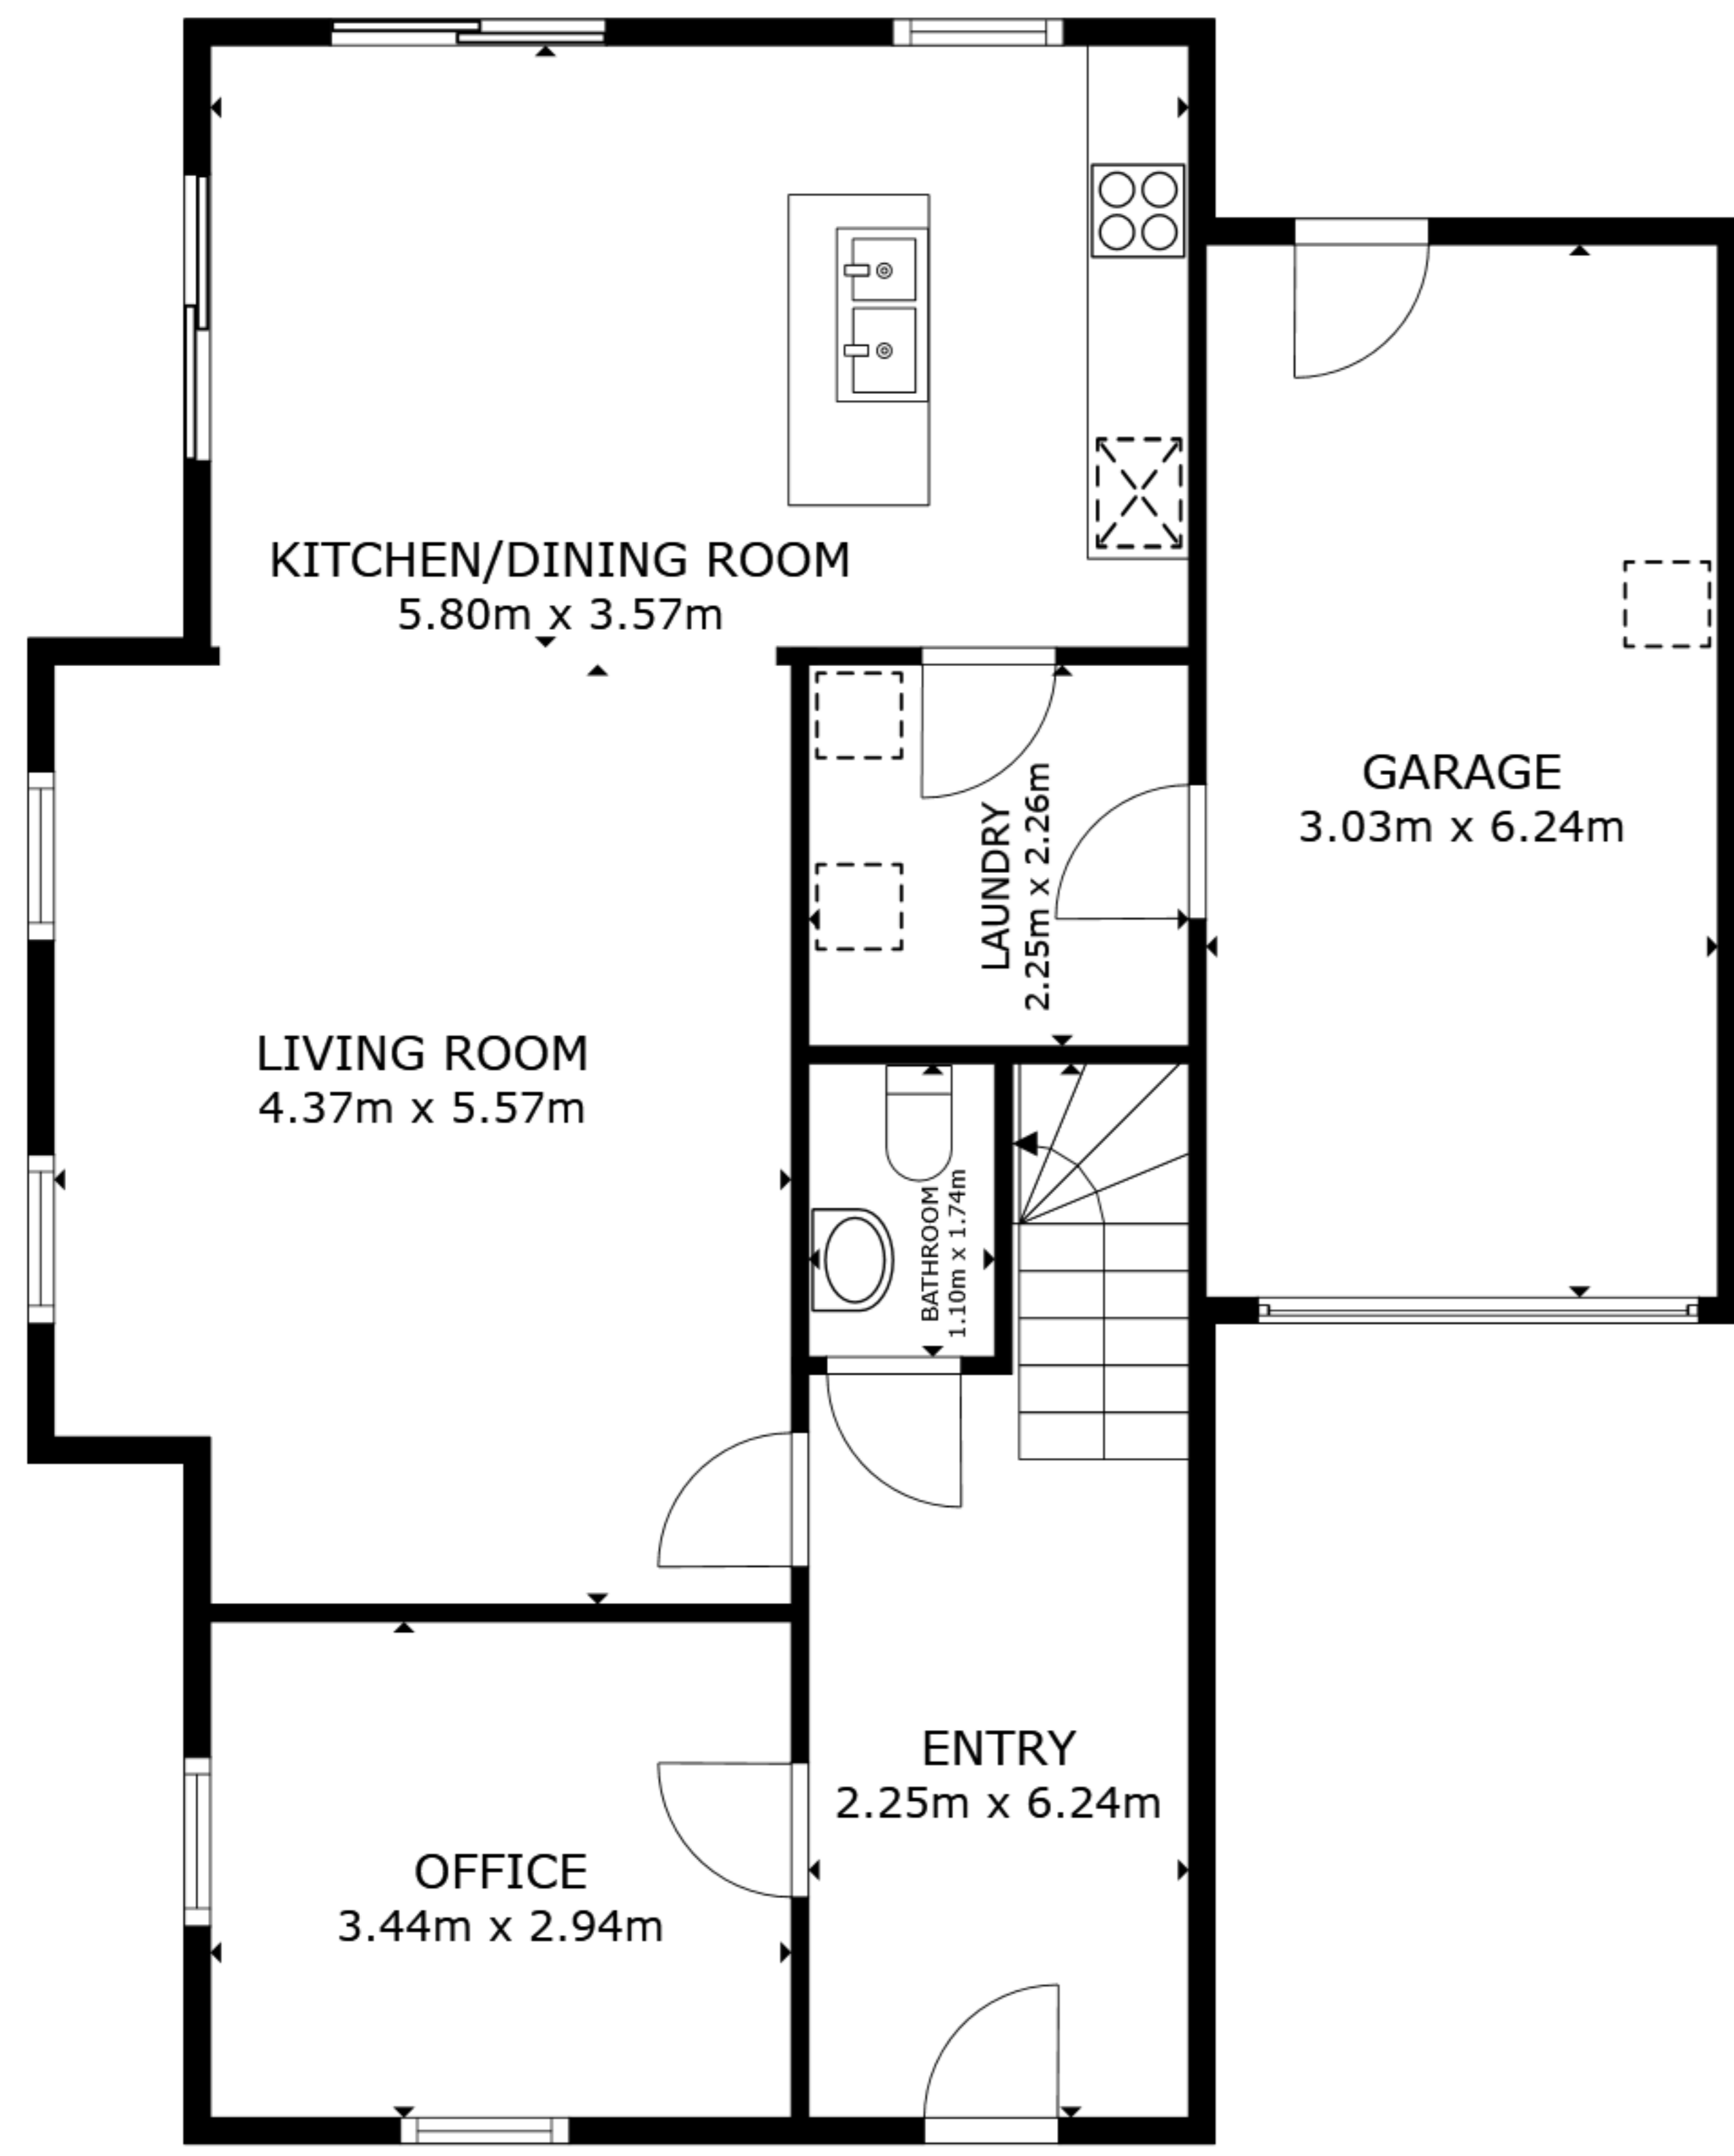 KITCHEN/DINING ROOM
5.80m x 3.57m
GARAGE
3.03m x 6.24m
LAUNDRY
2.25m x 2.26m
LIVING ROOM
4.37m x 5.57m
BATHROOM
1.10m x 1.74m
ENTRY
2.25m x 6.24m
OFFICE
3.44m x 2.94m